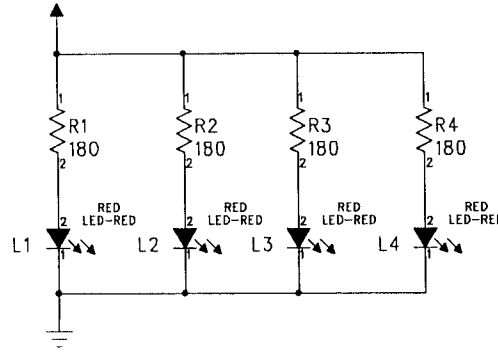 1 1 1 1
R1 R2 R3 R4
180 180 180 180
2 2 2 2
RED RED RED RED
LED-RED LED-RED LED-RED LED-RED
2 2 2 2
L1 L2 L3 L4
1 1 1 1